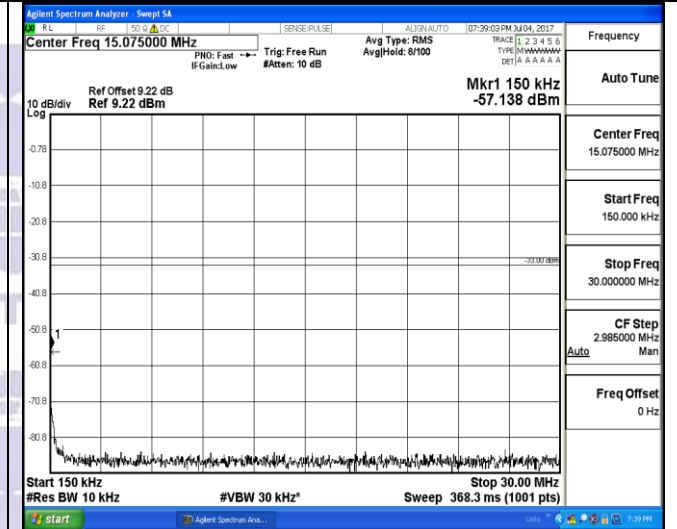 Agilent Spectrum Analyzer - Swept SA
RL RF 50 Ω DC SENSE:PULSE ALIGN AUTO 07:39:03 PM Jul 04, 2017
Center Freq 15.075000 MHz
PNO: Fast
IFGain:Low
Trig: Free Run
#Atten: 10 dB
Avg Type: RMS
Avg|Hold: 8/100
TRACE 1 2 3 4 5 6
TYPE M
DET A A A A A A
Frequency
Auto Tune
Ref Offset 9.22 dB
10 dB/div Ref 9.22 dBm
Log
Mkr1 150 kHz
-57.138 dBm
-0.78
-10.8
-20.8
-30.8
-33.00 dBm
-40.8
-50.8
1
-60.8
-70.8
-80.8
Center Freq
15.075000 MHz
Start Freq
150.000 kHz
Stop Freq
30.000000 MHz
CF Step
2.985000 MHz
Auto Man
Freq Offset
0 Hz
Start 150 kHz Stop 30.00 MHz
#Res BW 10 kHz #VBW 30 kHz* Sweep 368.3 ms (1001 pts)
start Agilent Spectrum Ana... Links » 7:39 PM